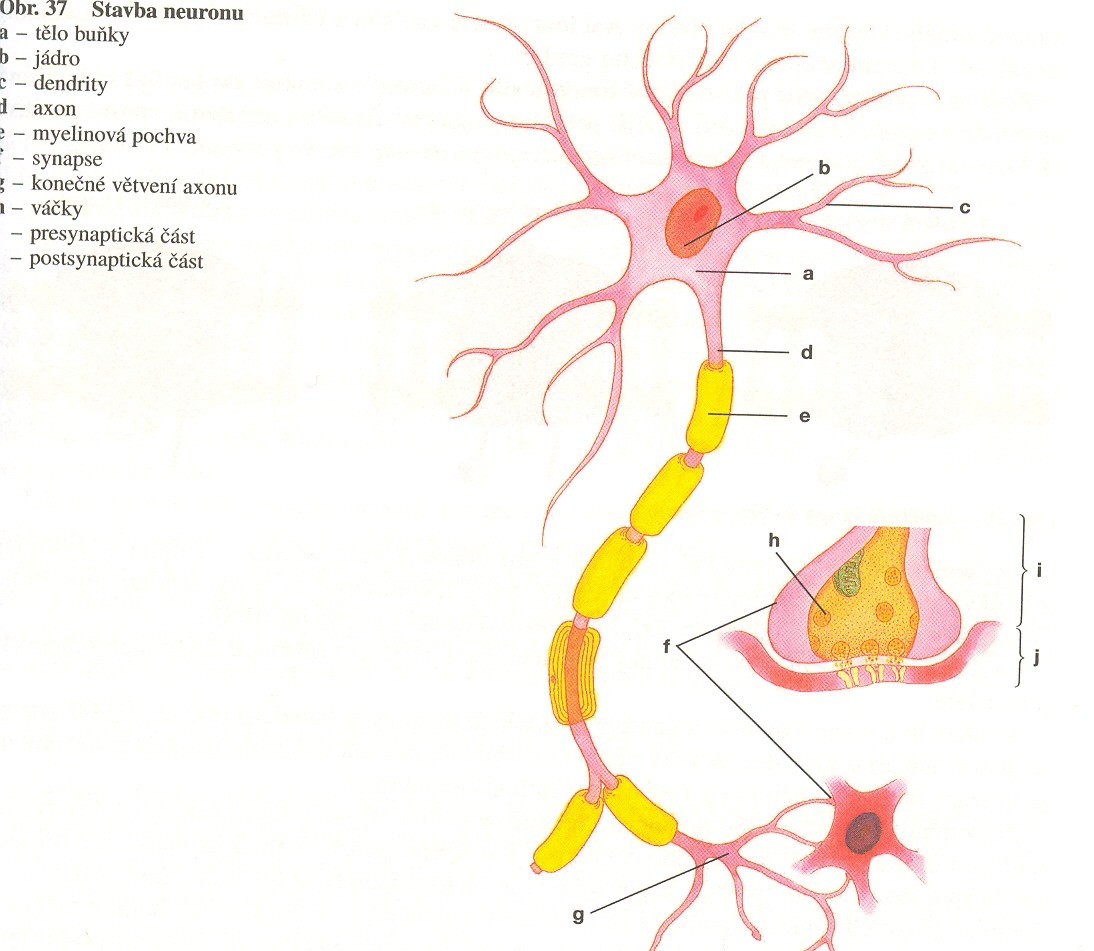 Obr. 37 Stavba neuronu
a – tělo buňky
b – jádro
c – dendrity
d – axon
e – myelinová pochva
f – synapse
g – konečné větvení axonu
h – váčky
– presynaptická část
– postsynaptická část
b
c
a
d
e
h
i
f
j
g